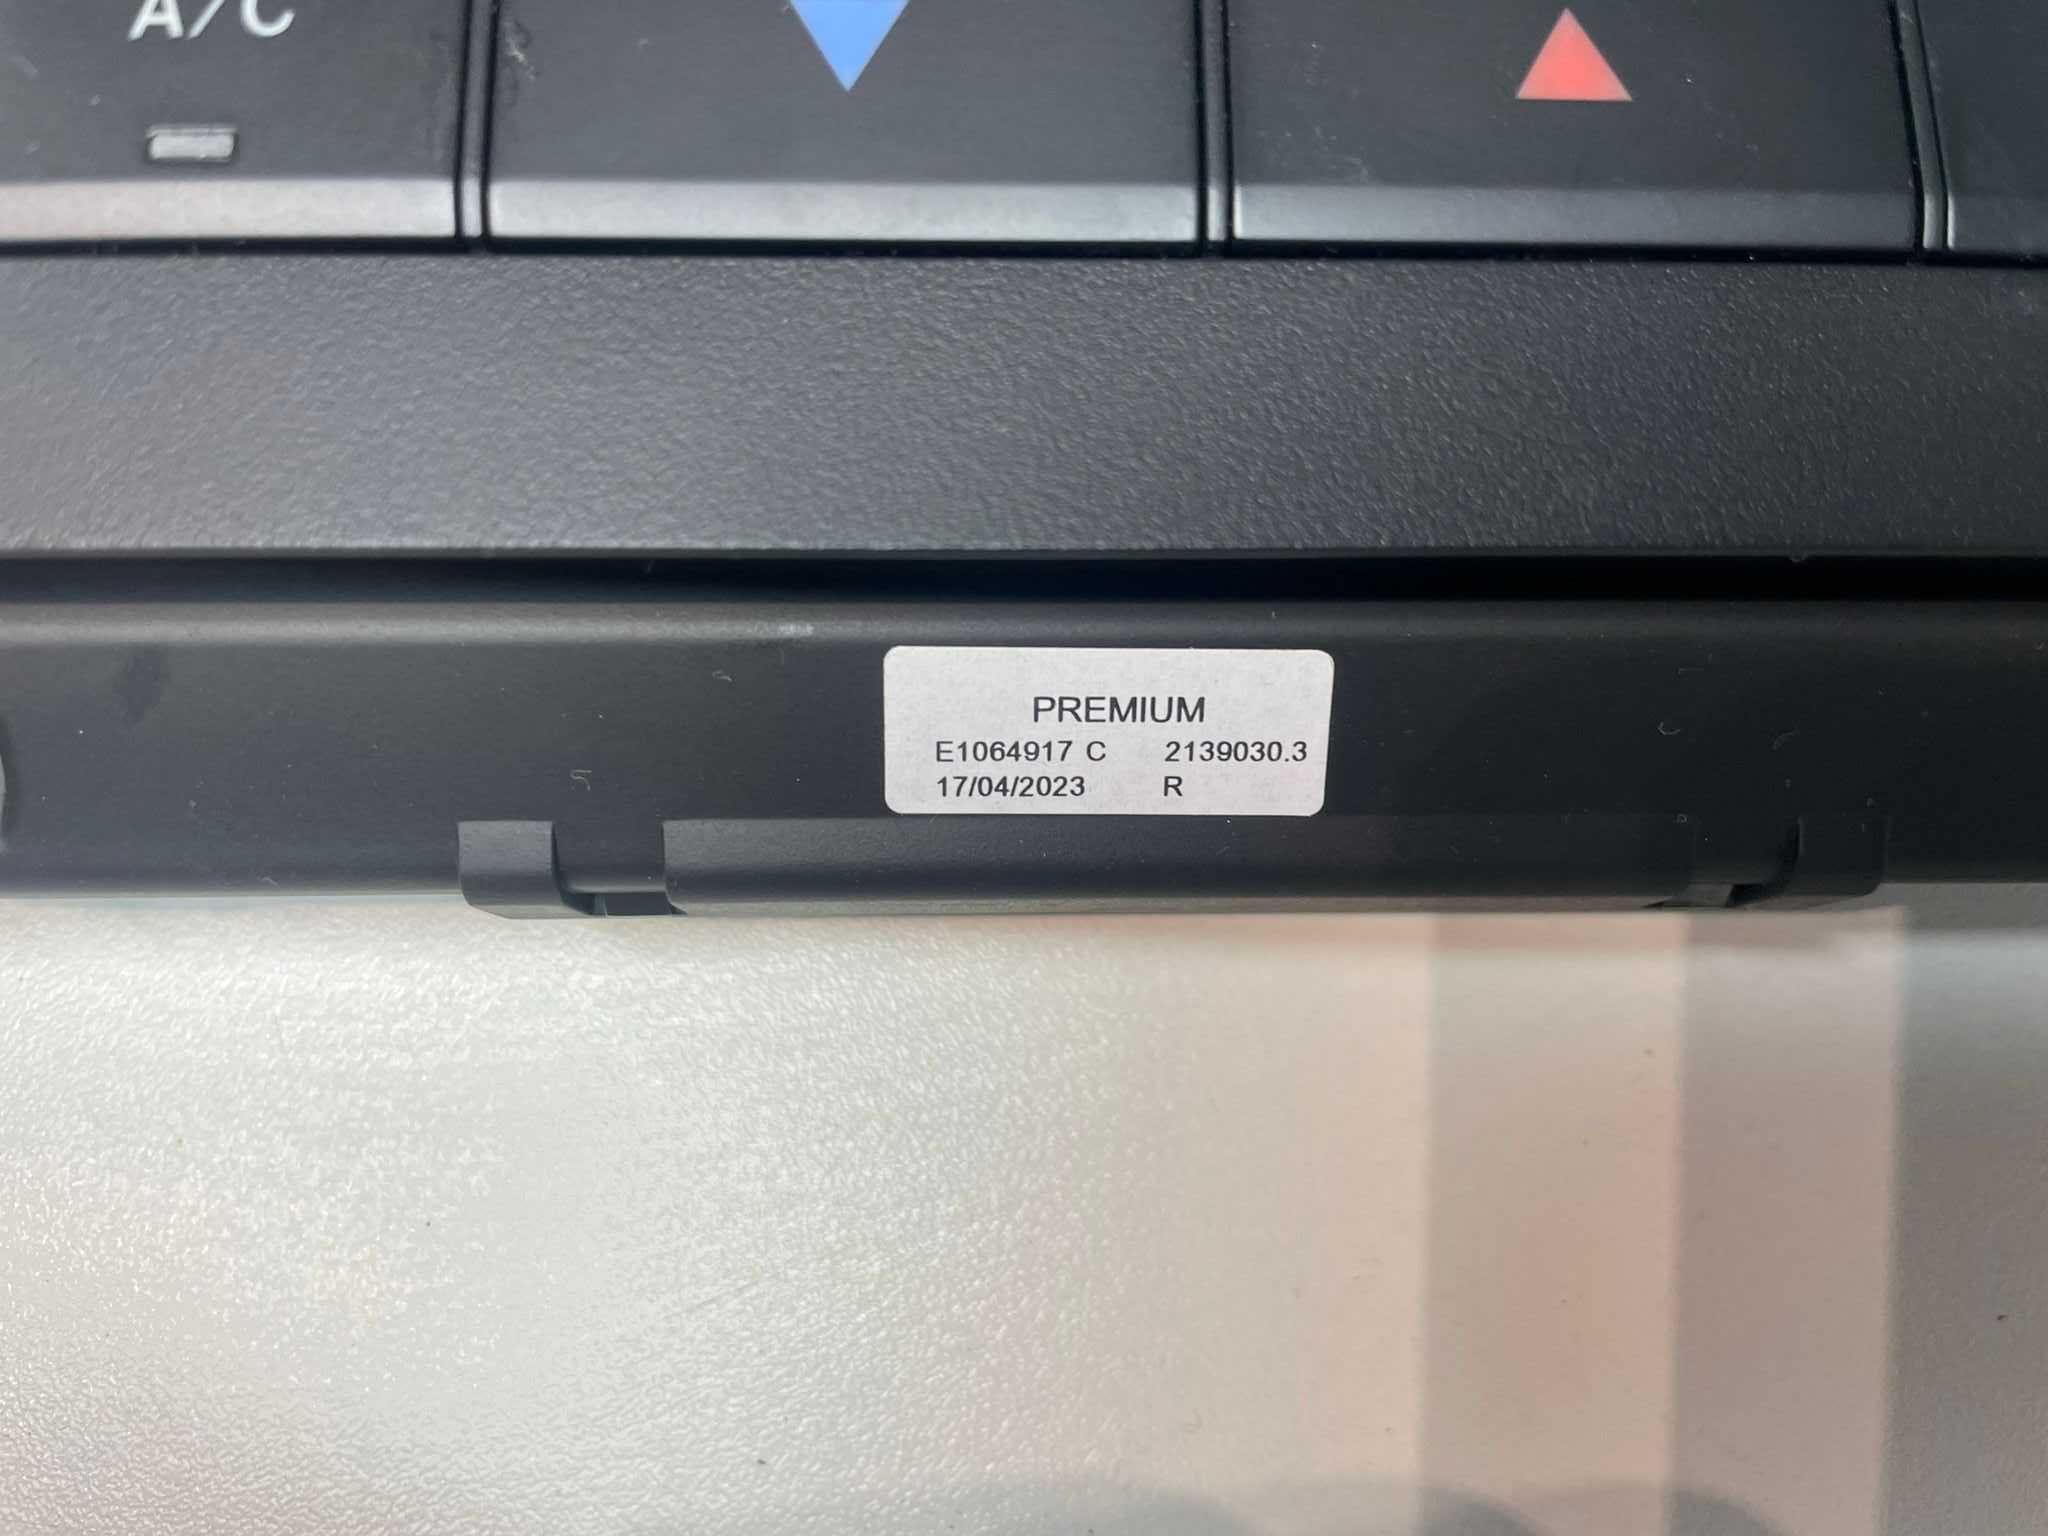 A/C
PREMIUM
E1064917 C 2139030.3
17/04/2023 R